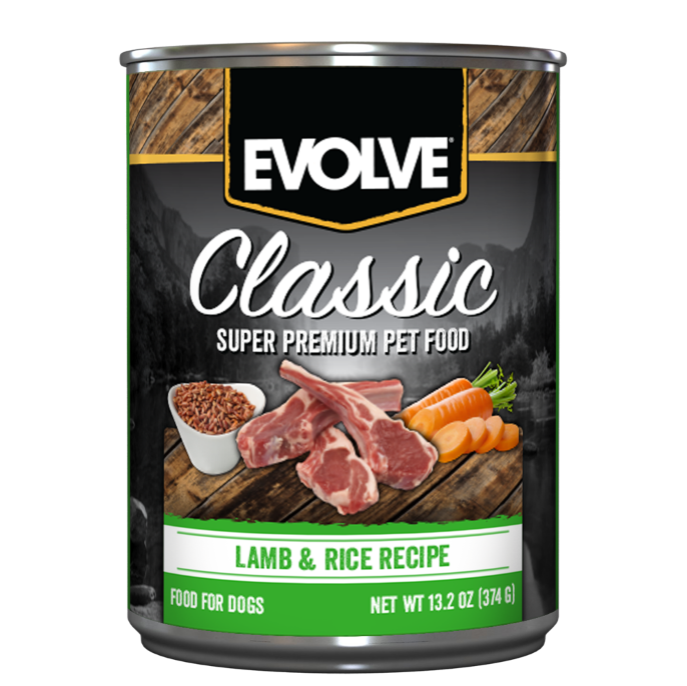 EVOLVE®
Classic
SUPER PREMIUM PET FOOD
LAMB & RICE RECIPE
FOOD FOR DOGS NET WT 13.2 OZ (374 G)